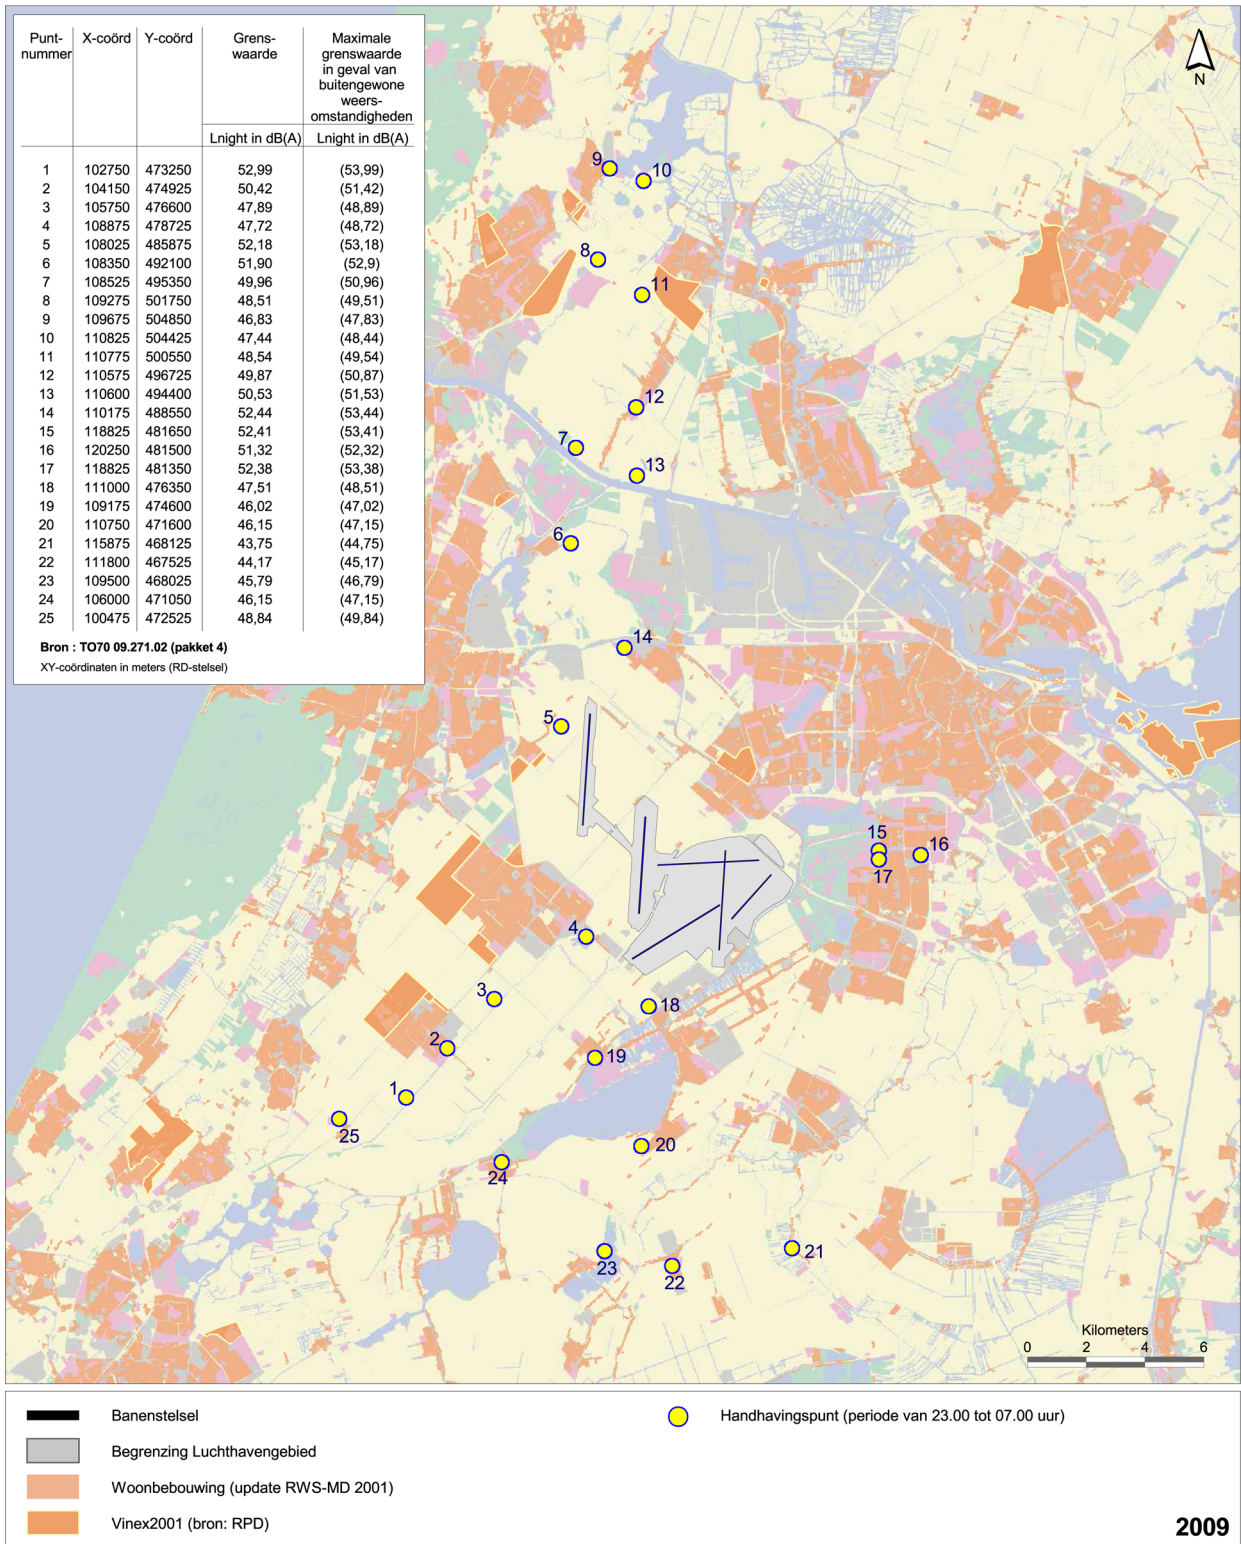 Punt- X-coörd Y-coörd Grens- Maximale
nummer waarde grenswaarde
in geval van
buitengewone
weers-
omstandigheden
Lnight in dB(A) Lnight in dB(A)
1 102750 473250 52,99 (53,99)
2 104150 474925 50,42 (51,42)
3 105750 476600 47,89 (48,89)
4 108875 478725 47,72 (48,72)
5 108025 485875 52,18 (53,18)
6 108350 492100 51,90 (52,9)
7 108525 495350 49,96 (50,96)
8 109275 501750 48,51 (49,51)
9 109675 504850 46,83 (47,83)
10 110825 504425 47,44 (48,44)
11 110775 500550 48,54 (49,54)
12 110575 496725 49,87 (50,87)
13 110600 494400 50,53 (51,53)
14 110175 488550 52,44 (53,44)
15 118825 481650 52,41 (53,41)
16 120250 481500 51,32 (52,32)
17 118825 481350 52,38 (53,38)
18 111000 476350 47,51 (48,51)
19 109175 474600 46,02 (47,02)
20 110750 471600 46,15 (47,15)
21 115875 468125 43,75 (44,75)
22 111800 467525 44,17 (45,17)
23 109500 468025 45,79 (46,79)
24 106000 471050 46,15 (47,15)
25 100475 472525 48,84 (49,84)
Bron : TO70 09.271.02 (pakket 4)
XY-coördinaten in meters (RD-stelsel)
N
9
10
8
11
12
7
13
6
14
5
15
16
17
4
3
18
2
19
1
25
20
24
21
23
22
Kilometers
0 2 4 6
Banenstelsel
Handhavingspunt (periode van 23.00 tot 07.00 uur)
Begrenzing Luchthavengebied
Woonbebouwing (update RWS-MD 2001)
Vinex2001 (bron: RPD)
2009